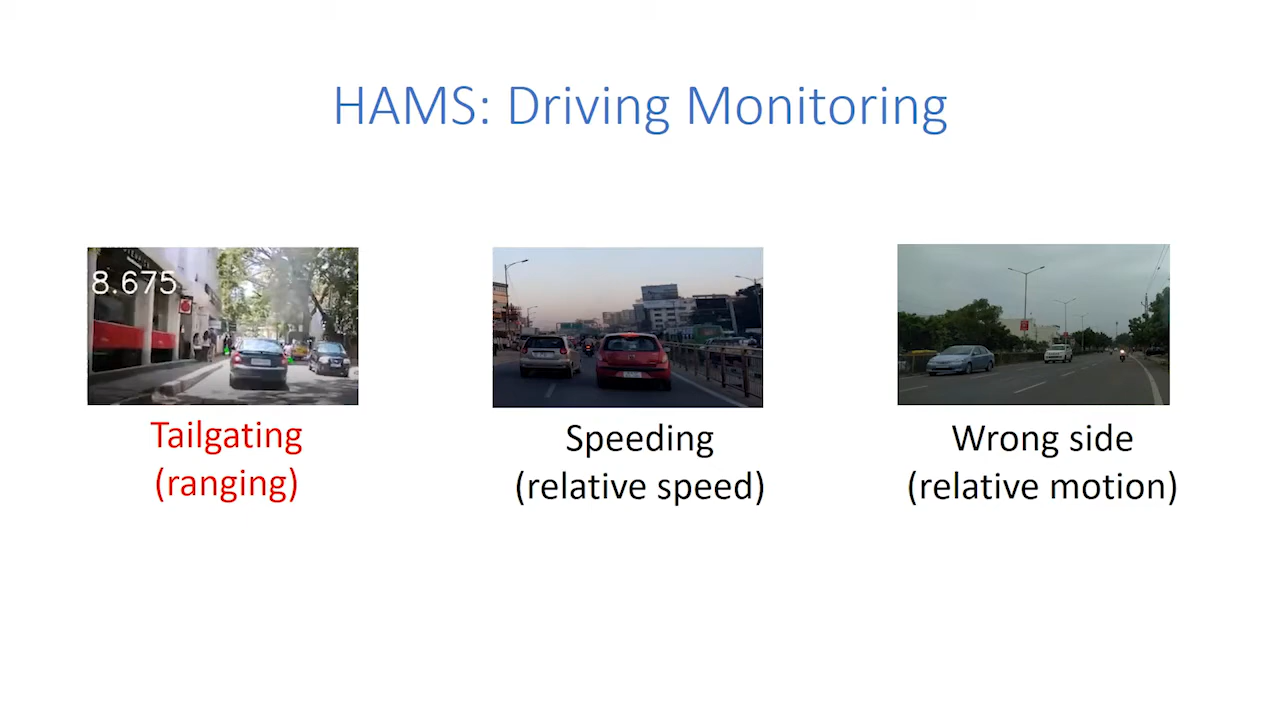 HAMS: Driving Monitoring
8.675
Tailgating
(ranging)
Speeding
(relative speed)
Wrong side
(relative motion)